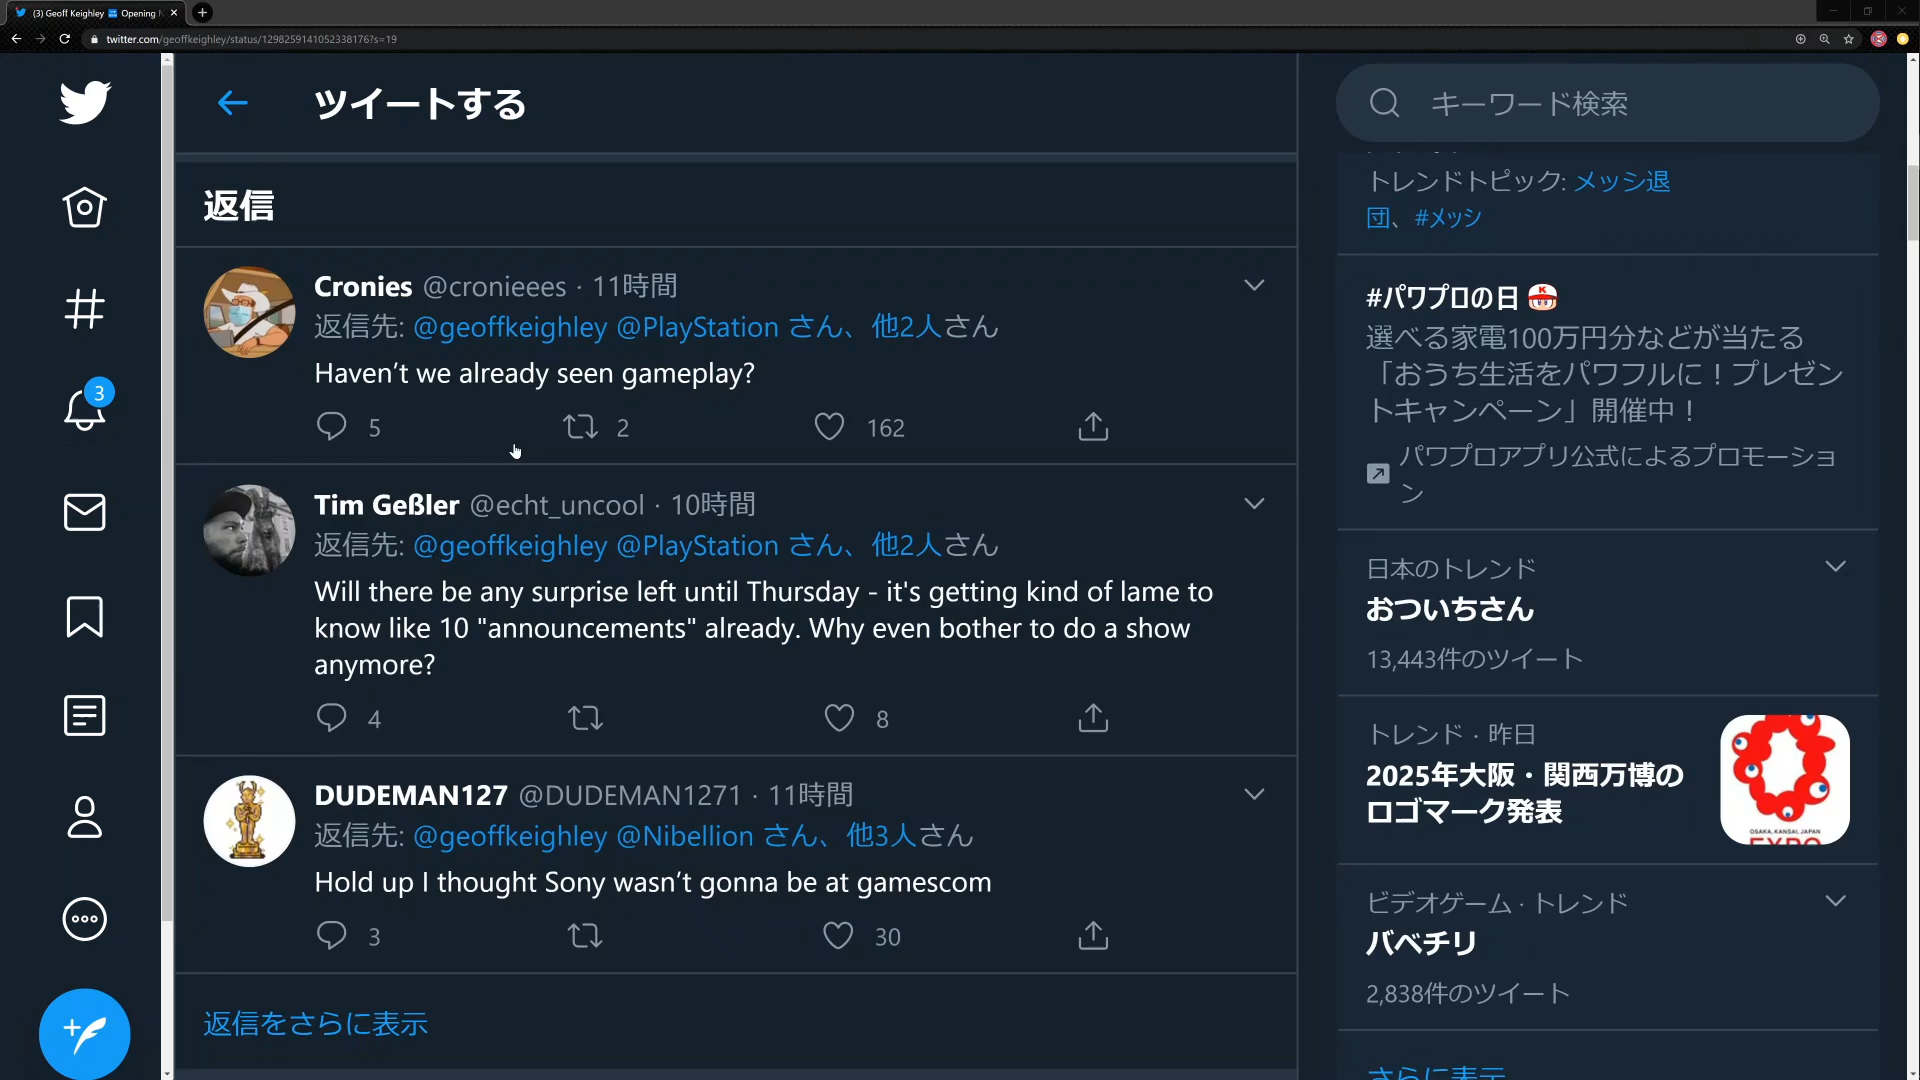 (3) Geoff Keighley
Opening
twitter.com/geoffkeighley/status/1298259141052338176?s=19
ツイートする
キーワード検索
返信
Cronies @cronieees · 11時間
返信先: @geoffkeighley @PlayStation さん、他2人さん
Haven’t we already seen gameplay?
5
2
162
Tim Geßler @echt_uncool · 10時間
返信先: @geoffkeighley @PlayStation さん、他2人さん
Will there be any surprise left until Thursday - it's getting kind of lame to
know like 10 "announcements" already. Why even bother to do a show
anymore?
4
8
DUDEMAN127 @DUDEMAN1271 · 11時間
返信先: @geoffkeighley @Nibellion さん、他3人さん
Hold up I thought Sony wasn’t gonna be at gamescom
3
30
返信をさらに表示
3
トレンドトピック: メッシ退
団、#メッシ
#パワプロの日
選べる家電100万円分などが当たる
「おうち生活をパワフルに！プレゼン
トキャンペーン」開催中！
パワプロアプリ公式によるプロモーショ
ン
日本のトレンド
おついちさん
13,443件のツイート
トレンド · 昨日
2025年大阪・関西万博の
ロゴマーク発表
OSAKA, KANSAI, JAPAN
EXPO
ビデオゲーム · トレンド
バベチリ
2,838件のツイート
さらに表示